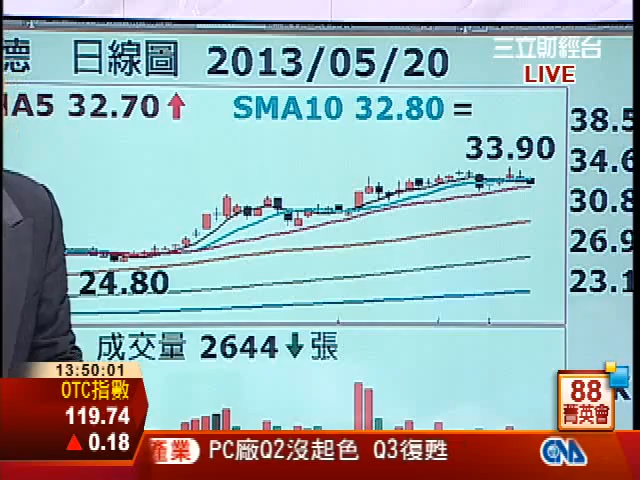 三立財經台
LIVE
德 日線圖 2013/05/20
MA5 32.70↑ SMA10 32.80 =
33.90
38.5
34.6
30.8
26.9
23.1
24.80
成交量 2644↓張
13:50:01
OTC指數
119.74
▲0.18
88
菁英會
產業 PC廠Q2沒起色 Q3復甦
CNA